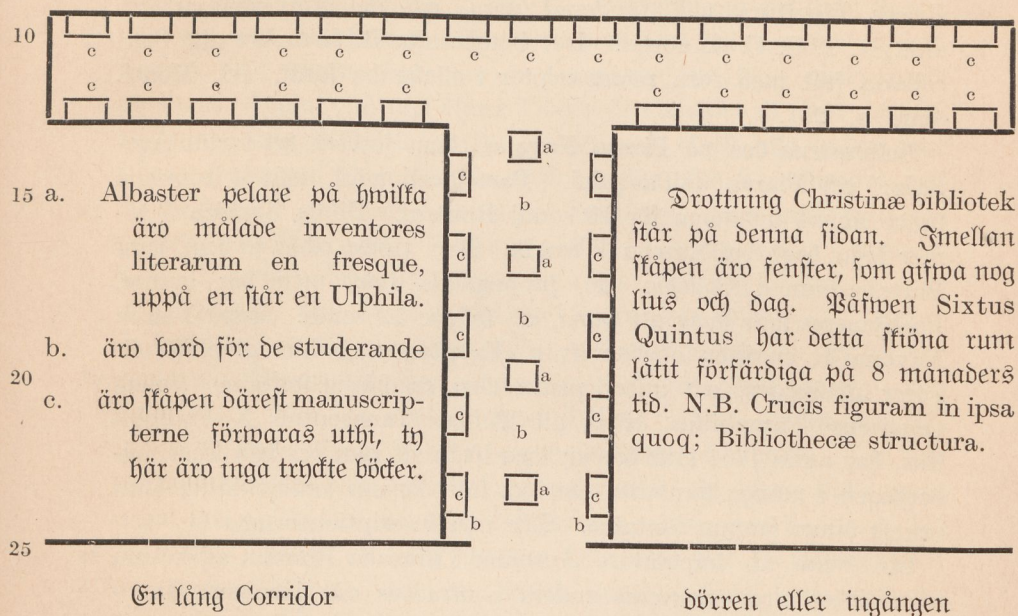 10
c c c c c c c c c c c c c
c c c c c c c c c c c c
a
c c
15 a. Albaster pelare på hwilka
äro målade inventores
literarum en fresque,
uppå en står en Ulphila.
b. äro bord för de studerande
20
c. äro skåpen därest manuscrip-
terne förwaras uthi, ty
här äro inga tryckte böcker.
b
c a c
b
c c
a
b
c c
a
c c
b b
Drottning Christinæ bibliotek
står på denna sidan. Imellan
skåpen äro fenster, som gifwa nog
lius och dag. Påfwen Sixtus
Quintus har detta skiöna rum
låtit förfärdiga på 8 månaders
tid. N.B. Crucis figuram in ipsa
quoq; Bibliothecæ structura.
25
En lång Corridor
dörren eller ingången